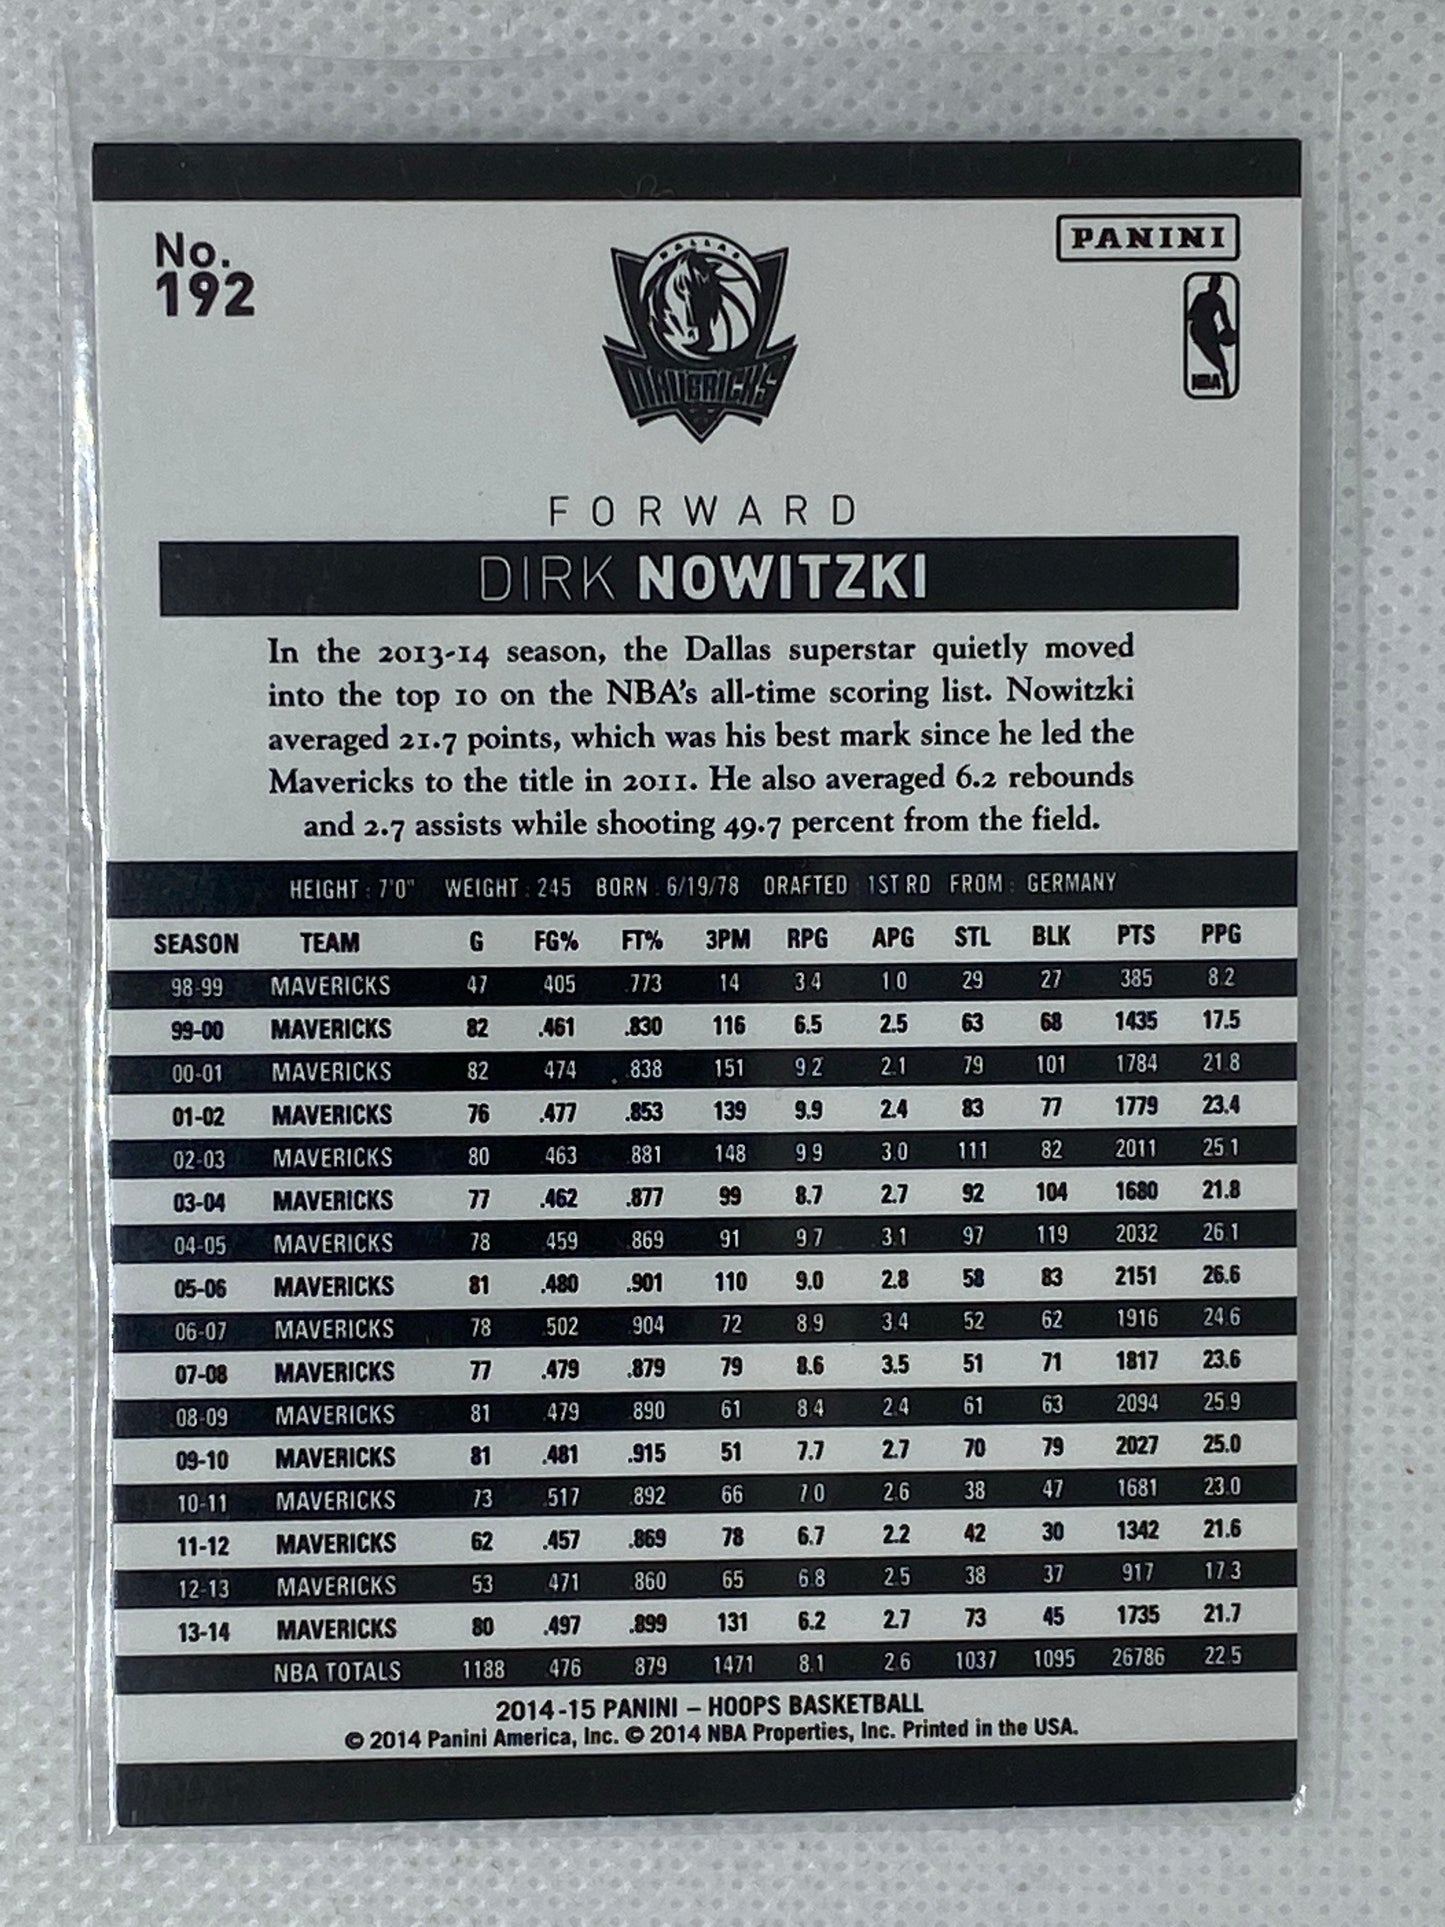 No.
192
DALLAS
MAVERICKS
PANINI
NBA
FORWARD
DIRK NOWITZKI
In the 2013-14 season, the Dallas superstar quietly moved
into the top 10 on the NBA's all-time scoring list. Nowitzki
averaged 21.7 points, which was his best mark since he led the
Mavericks to the title in 2011. He also averaged 6.2 rebounds
and 2.7 assists while shooting 49.7 percent from the field.
HEIGHT : 7'0" WEIGHT : 245 BORN : 6/19/78 DRAFTED : 1ST RD FROM : GERMANY
SEASON TEAM G FG% FT% 3PM RPG APG STL BLK PTS PPG
98-99 MAVERICKS 47 .405 .773 14 3.4 1.0 29 27 385 8.2
99-00 MAVERICKS 82 .461 .830 116 6.5 2.5 63 68 1435 17.5
00-01 MAVERICKS 82 .474 .838 151 9.2 2.1 79 101 1784 21.8
01-02 MAVERICKS 76 .477 .853 139 9.9 2.4 83 77 1779 23.4
02-03 MAVERICKS 80 .463 .881 148 9.9 3.0 111 82 2011 25.1
03-04 MAVERICKS 77 .462 .877 99 8.7 2.7 92 104 1680 21.8
04-05 MAVERICKS 78 .459 .869 91 9.7 3.1 97 119 2032 26.1
05-06 MAVERICKS 81 .480 .901 110 9.0 2.8 58 83 2151 26.6
06-07 MAVERICKS 78 .502 .904 72 8.9 3.4 52 62 1916 24.6
07-08 MAVERICKS 77 .479 .879 79 8.6 3.5 51 71 1817 23.6
08-09 MAVERICKS 81 .479 .890 61 8.4 2.4 61 63 2094 25.9
09-10 MAVERICKS 81 .481 .915 51 7.7 2.7 70 79 2027 25.0
10-11 MAVERICKS 73 .517 .892 66 7.0 2.6 38 47 1681 23.0
11-12 MAVERICKS 62 .457 .869 78 6.7 2.2 42 30 1342 21.6
12-13 MAVERICKS 53 .471 .860 65 6.8 2.5 38 37 917 17.3
13-14 MAVERICKS 80 .497 .899 131 6.2 2.7 73 45 1735 21.7
NBA TOTALS 1188 .476 .879 1471 8.1 2.6 1037 1095 26786 22.5
2014-15 PANINI – HOOPS BASKETBALL
© 2014 Panini America, Inc. © 2014 NBA Properties, Inc. Printed in the USA.